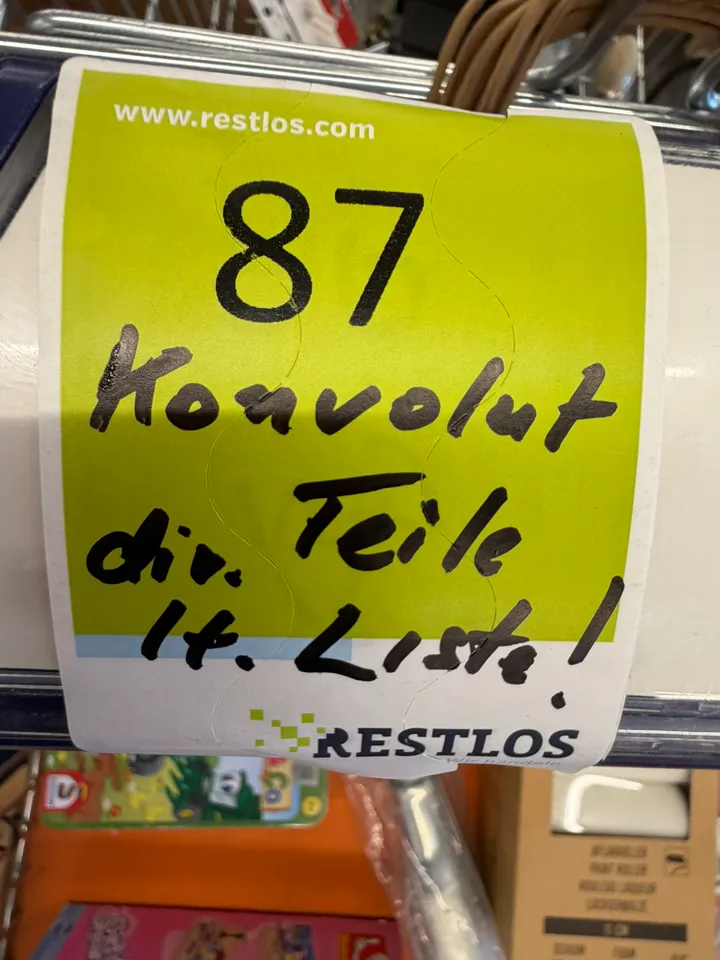 www.restlos.com
87
Konvolut
div. Teile
lt. Liste!
RESTLOS